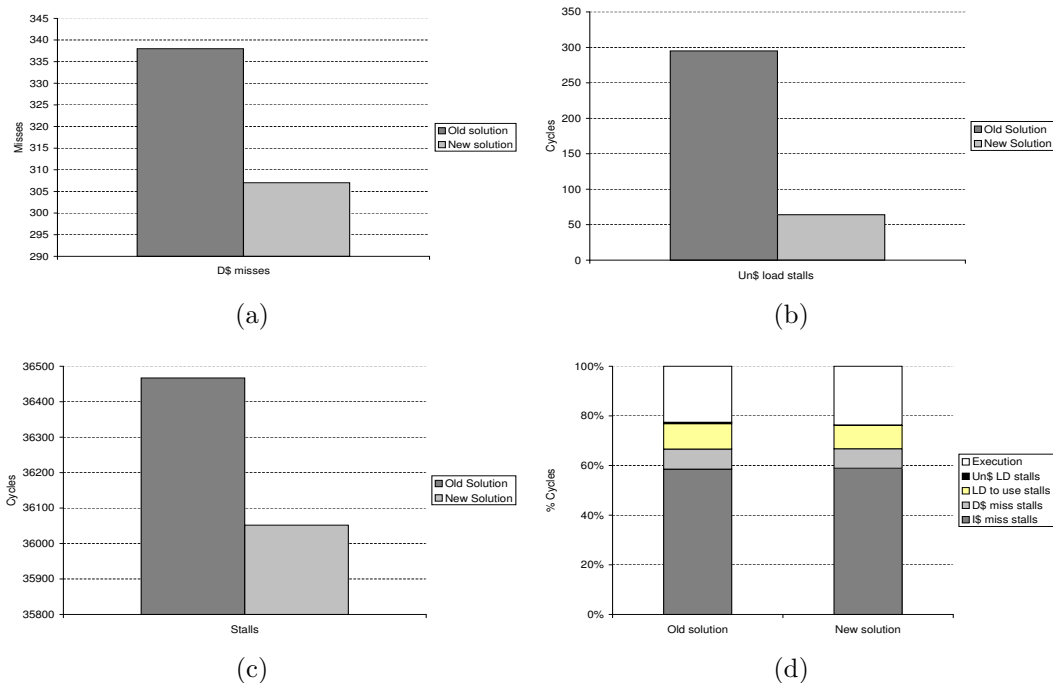 345
340
335
330
325
320
315
310
305
300
295
290
Misses
D$ misses
Old solution
New solution
(a)
350
300
250
200
150
100
50
0
Cycles
Un$ load stalls
Old Solution
New Solution
(b)
36500
36400
36300
36200
36100
36000
35900
35800
Cycles
Stalls
Old Solution
New Solution
(c)
100%
80%
60%
40%
20%
0%
% Cycles
Old solution
New solution
Execution
Un$ LD stalls
LD to use stalls
D$ miss stalls
I$ miss stalls
(d)